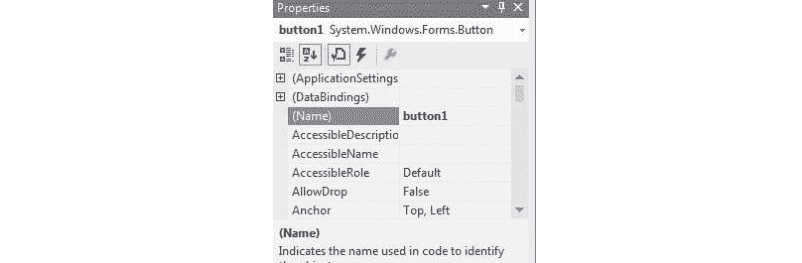 Properties
button1 System.Windows.Forms.Button
(ApplicationSettings
(DataBindings)
(Name) button1
AccessibleDescriptio
AccessibleName
AccessibleRole Default
AllowDrop False
Anchor Top, Left
(Name)
Indicates the name used in code to identify